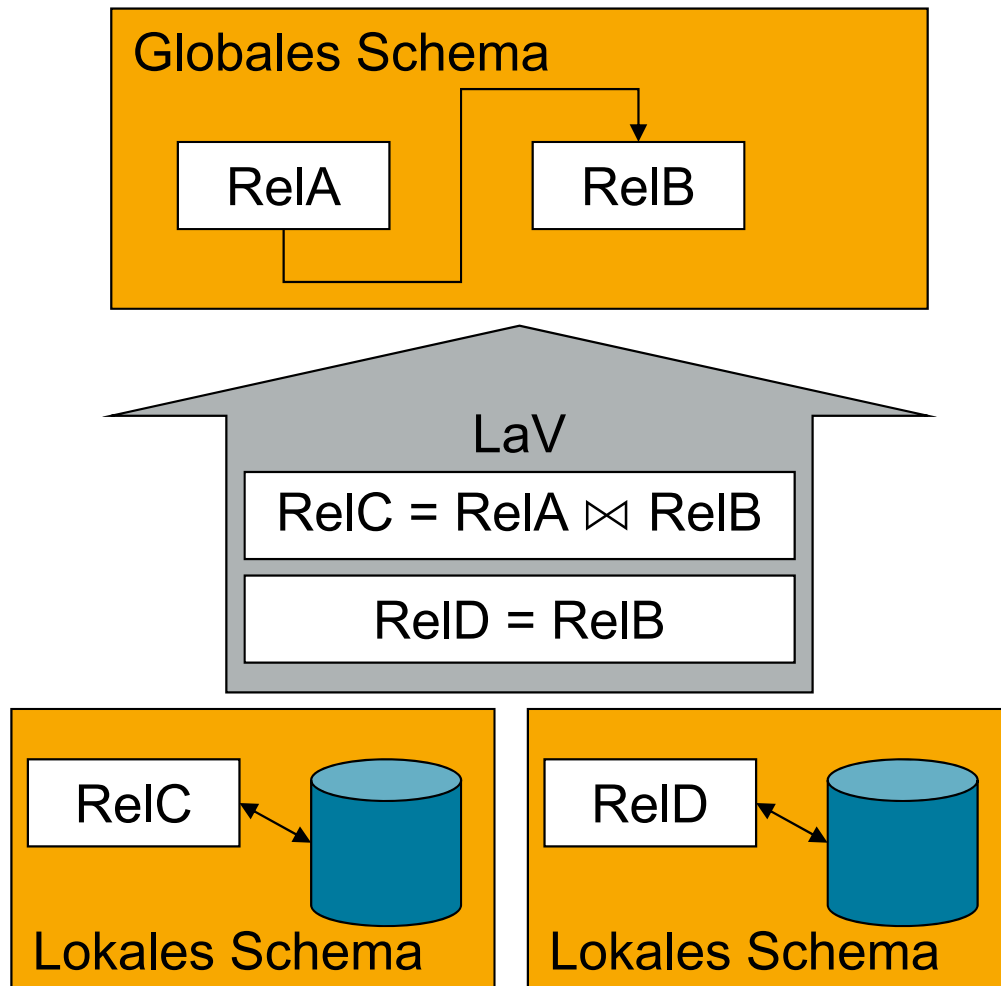 Globales Schema
RelA
RelB
LaV
RelC = RelA ⋈ RelB
RelD = RelB
RelC
RelD
Lokales Schema
Lokales Schema